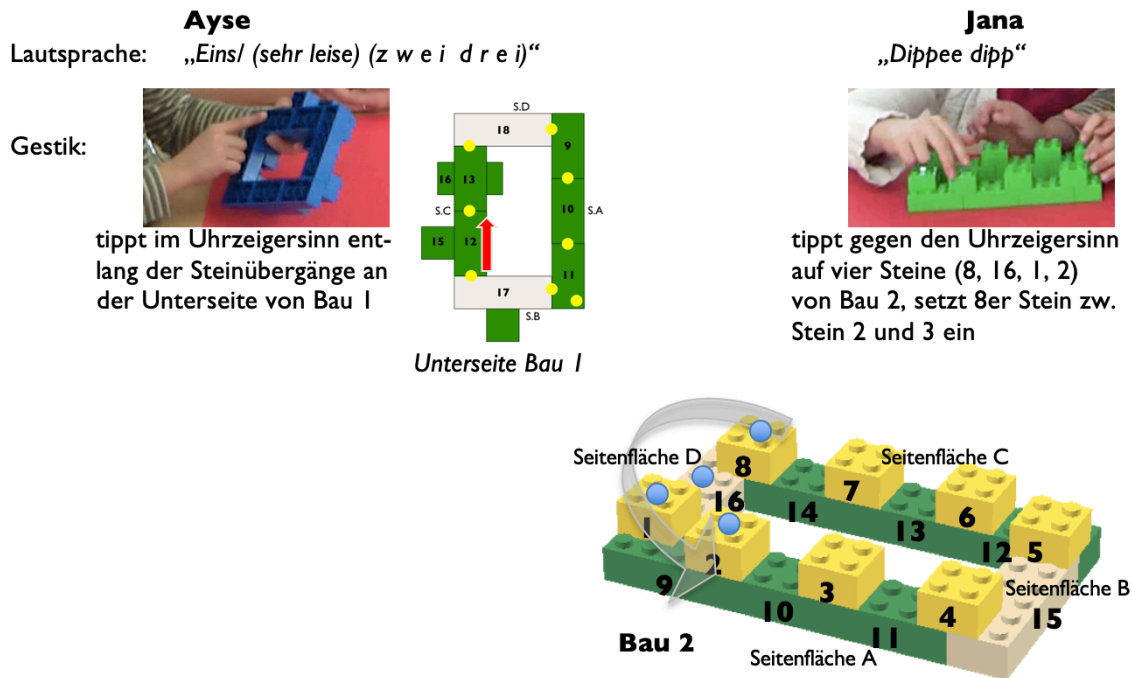 Ayse
Jana
Lautsprache: „Eins/ (sehr leise) (z w e i  d r e i)“
„Dippee dipp“
Gestik:
S.D
18
9
16 13
S.C
10 S.A
15 12
11
17
S.B
Unterseite Bau 1
tippt im Uhrzeigersinn ent-
lang der Steinübergänge an
der Unterseite von Bau 1
tippt gegen den Uhrzeigersinn
auf vier Steine (8, 16, 1, 2)
von Bau 2, setzt 8er Stein zw.
Stein 2 und 3 ein
Seitenfläche D
Seitenfläche C
8
7
16
14
6
1
13
5
12
2
9
3
Seitenfläche B
10
4
15
11
Bau 2
Seitenfläche A